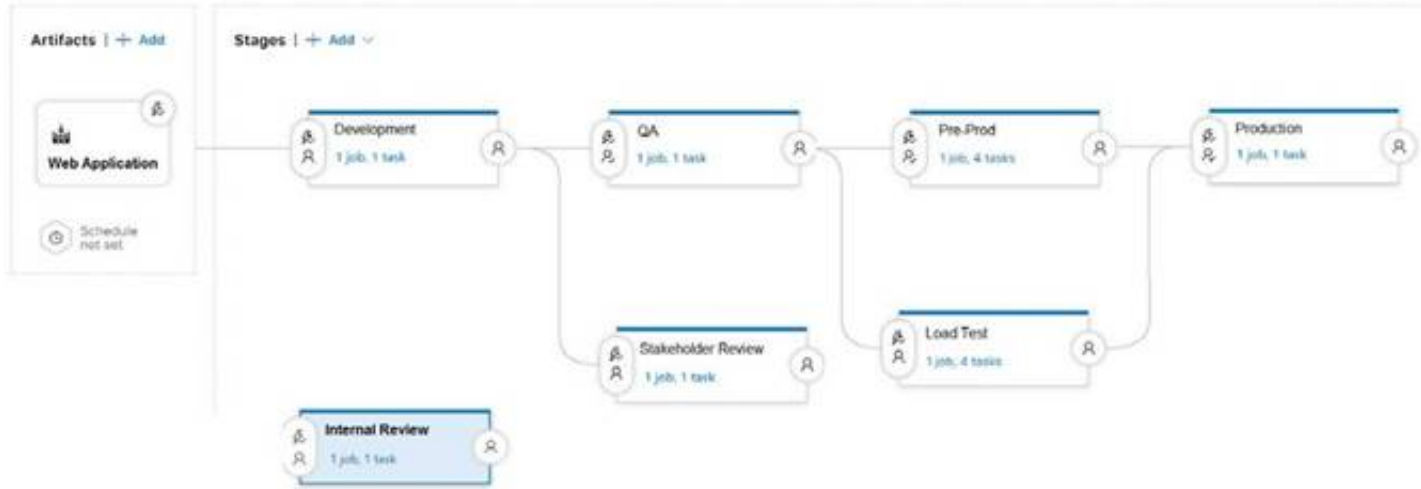 Artifacts | + Add
Stages | + Add
Web Application
Schedule
not set
Development
1 job, 1 task
QA
1 job, 1 task
Pre-Prod
1 job, 4 tasks
Production
1 job, 1 task
Stakeholder Review
1 job, 1 task
Load Test
1 job, 4 tasks
Internal Review
1 job, 1 task